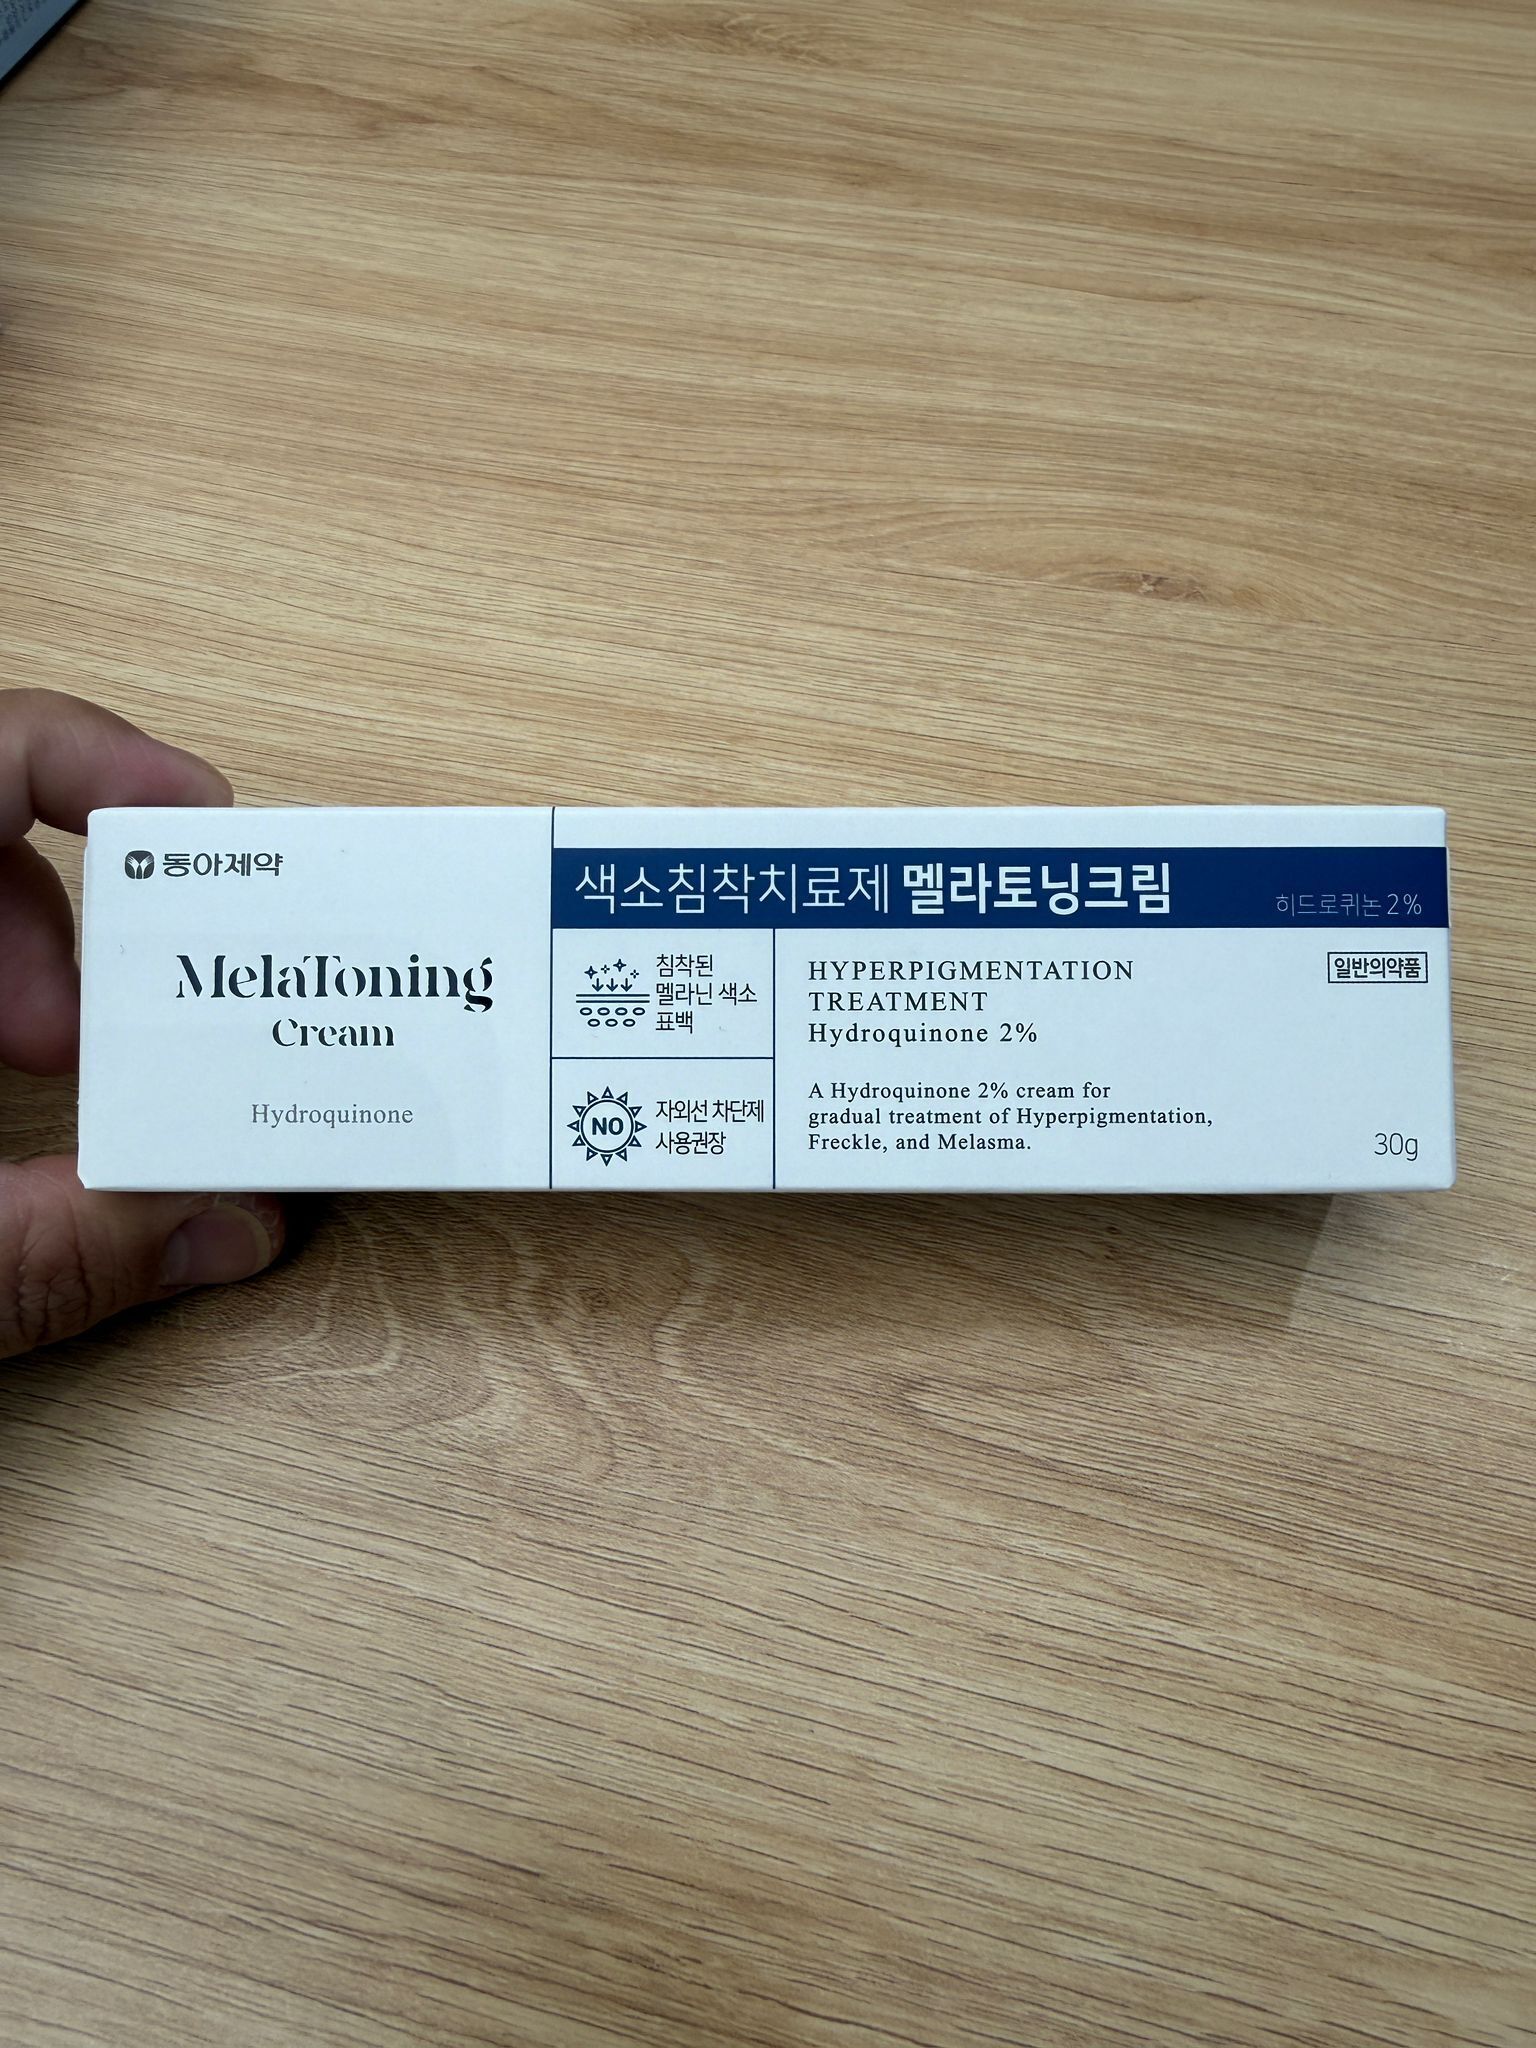 동아제약
MelaToning
Cream
Hydroquinone
색소침착치료제 멜라토닝크림
히드로퀴논 2%
침착된
멜라닌 색소
표백
NO
자외선 차단제
사용권장
HYPERPIGMENTATION
TREATMENT
Hydroquinone 2%
일반의약품
A Hydroquinone 2% cream for
gradual treatment of Hyperpigmentation,
Freckle, and Melasma.
30g